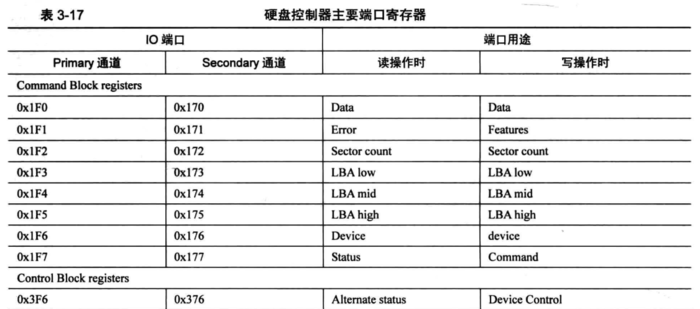 表 3-17 硬盘控制器主要端口寄存器
IO 端口 端口用途
Primary 通道 Secondary 通道 读操作时 写操作时
Command Block registers
0x1F0 0x170 Data Data
0x1F1 0x171 Error Features
0x1F2 0x172 Sector count Sector count
0x1F3 0x173 LBA low LBA low
0x1F4 0x174 LBA mid LBA mid
0x1F5 0x175 LBA high LBA high
0x1F6 0x176 Device device
0x1F7 0x177 Status Command
Control Block registers
0x3F6 0x376 Alternate status Device Control